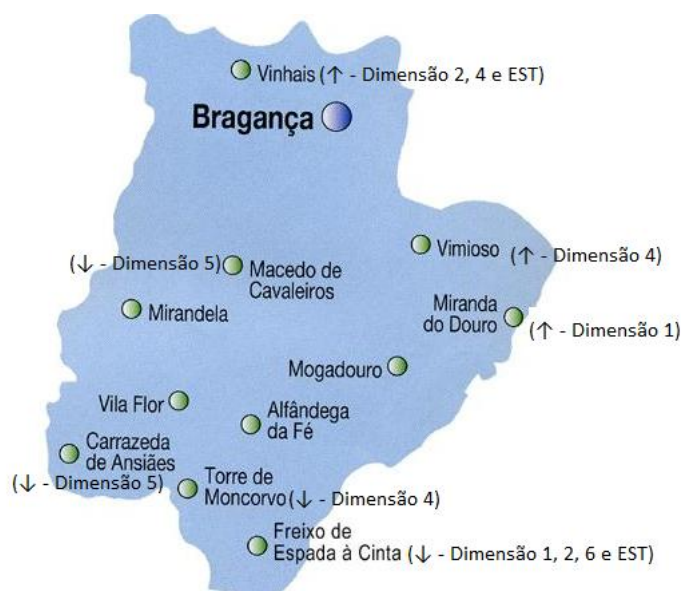 Vinhais (↑ - Dimensão 2, 4 e EST)
Bragança
Vimioso (↑ - Dimensão 4)
(↓ - Dimensão 5)
Macedo de
Cavaleiros
Mirandela
Miranda
do Douro
(↑ - Dimensão 1)
Mogadouro
Vila Flor
Alfândega
da Fé
Carrazeda
de Ansiães
(↓ - Dimensão 5)
Torre de
Moncorvo (↓ - Dimensão 4)
Freixo de
Espada à Cinta (↓ - Dimensão 1, 2, 6 e EST)